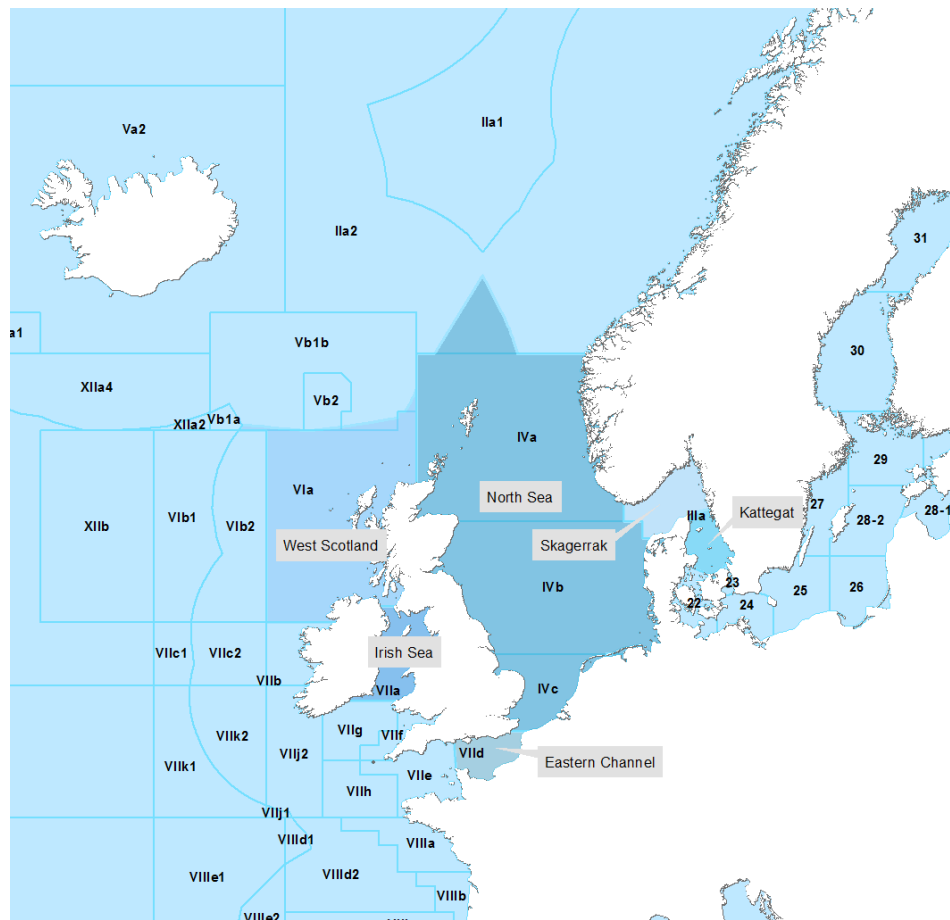 Va2
IIa1
IIa2
31
a1
Vb1b
30
XIIa4
Vb2
Vb1a
XIIa2
IVa
29
VIa
North Sea
27
XIIb
VIb1
VIb2
IIIa
Kattegat
28-2
28-1
West Scotland
Skagerrak
23
IVb
25
26
22
24
VIIc1
VIIc2
Irish Sea
VIIb
VIIa
IVc
VIIg
VIIf
VIIk2
VIIj2
VIId
Eastern Channel
VIIk1
VIIe
VIIh
VIIj1
VIIId1
VIIIa
VIIIe1
VIIId2
VIIIb
VIIIe2